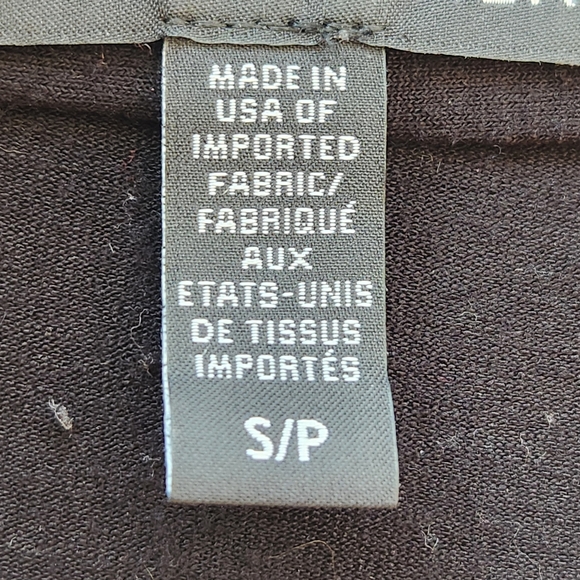 MADE IN
USA OF
IMPORTED
FABRIC/
FABRIQUÉ
AUX
ETATS-UNIS
DE TISSUS
IMPORTÉS
S/P